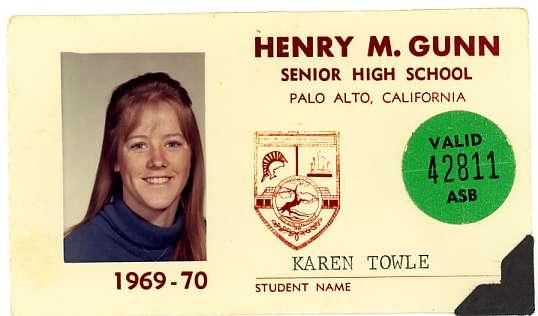 HENRY M. GUNN
SENIOR HIGH SCHOOL
PALO ALTO, CALIFORNIA
VALID
42811
ASB
KAREN TOWLE
STUDENT NAME
1969-70